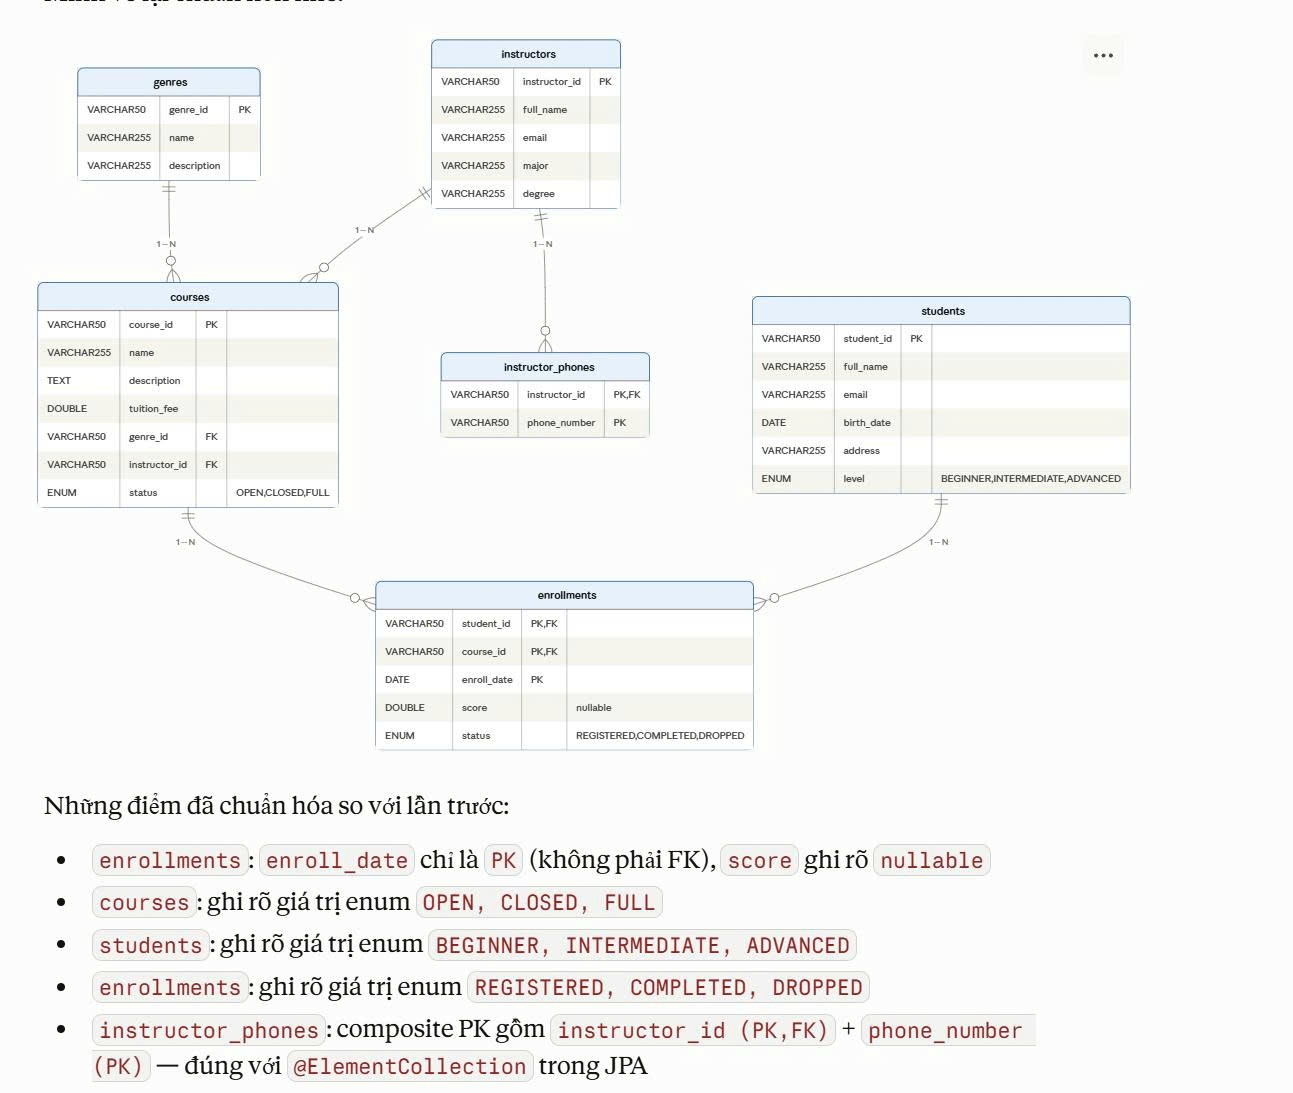 instructors
VARCHAR50 instructor_id PK
VARCHAR255 full_name
VARCHAR255 email
VARCHAR255 major
VARCHAR255 degree
genres
VARCHAR50 genre_id PK
VARCHAR255 name
VARCHAR255 description
1-N
1-N
1-N
courses
VARCHAR50 course_id PK
VARCHAR255 name
TEXT description
DOUBLE tuition_fee
VARCHAR50 genre_id FK
VARCHAR50 instructor_id FK
ENUM status OPEN,CLOSED,FULL
instructor_phones
VARCHAR50 instructor_id PK,FK
VARCHAR50 phone_number PK
students
VARCHAR50 student_id PK
VARCHAR255 full_name
VARCHAR255 email
DATE birth_date
VARCHAR255 address
ENUM level BEGINNER,INTERMEDIATE,ADVANCED
1-N
1-N
enrollments
VARCHAR50 student_id PK,FK
VARCHAR50 course_id PK,FK
DATE enroll_date PK
DOUBLE score nullable
ENUM status REGISTERED,COMPLETED,DROPPED
Những điểm đã chuẩn hóa so với lần trước:
enrollments: enroll_date chỉ là PK (không phải FK), score ghi rõ nullable
courses: ghi rõ giá trị enum OPEN, CLOSED, FULL
students: ghi rõ giá trị enum BEGINNER, INTERMEDIATE, ADVANCED
enrollments: ghi rõ giá trị enum REGISTERED, COMPLETED, DROPPED
instructor_phones: composite PK gồm instructor_id (PK,FK) + phone_number
(PK) — đúng với @ElementCollection trong JPA